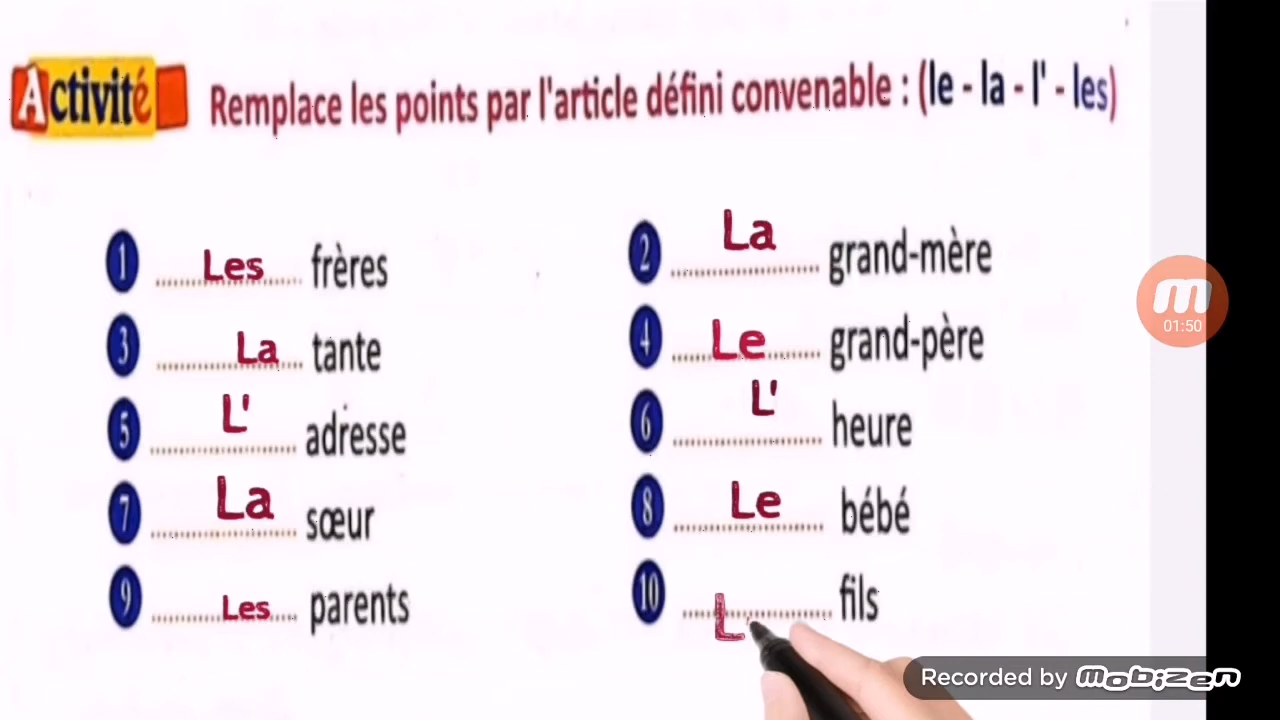 Activité Remplace les points par l'article défini convenable : (le - la - l' - les)
1 Les frères
2 La grand-mère
3 La tante
4 Le grand-père
5 L' adresse
6 L' heure
7 La sœur
8 Le bébé
9 Les parents
10 L fils
01:50
Recorded by Mobizen